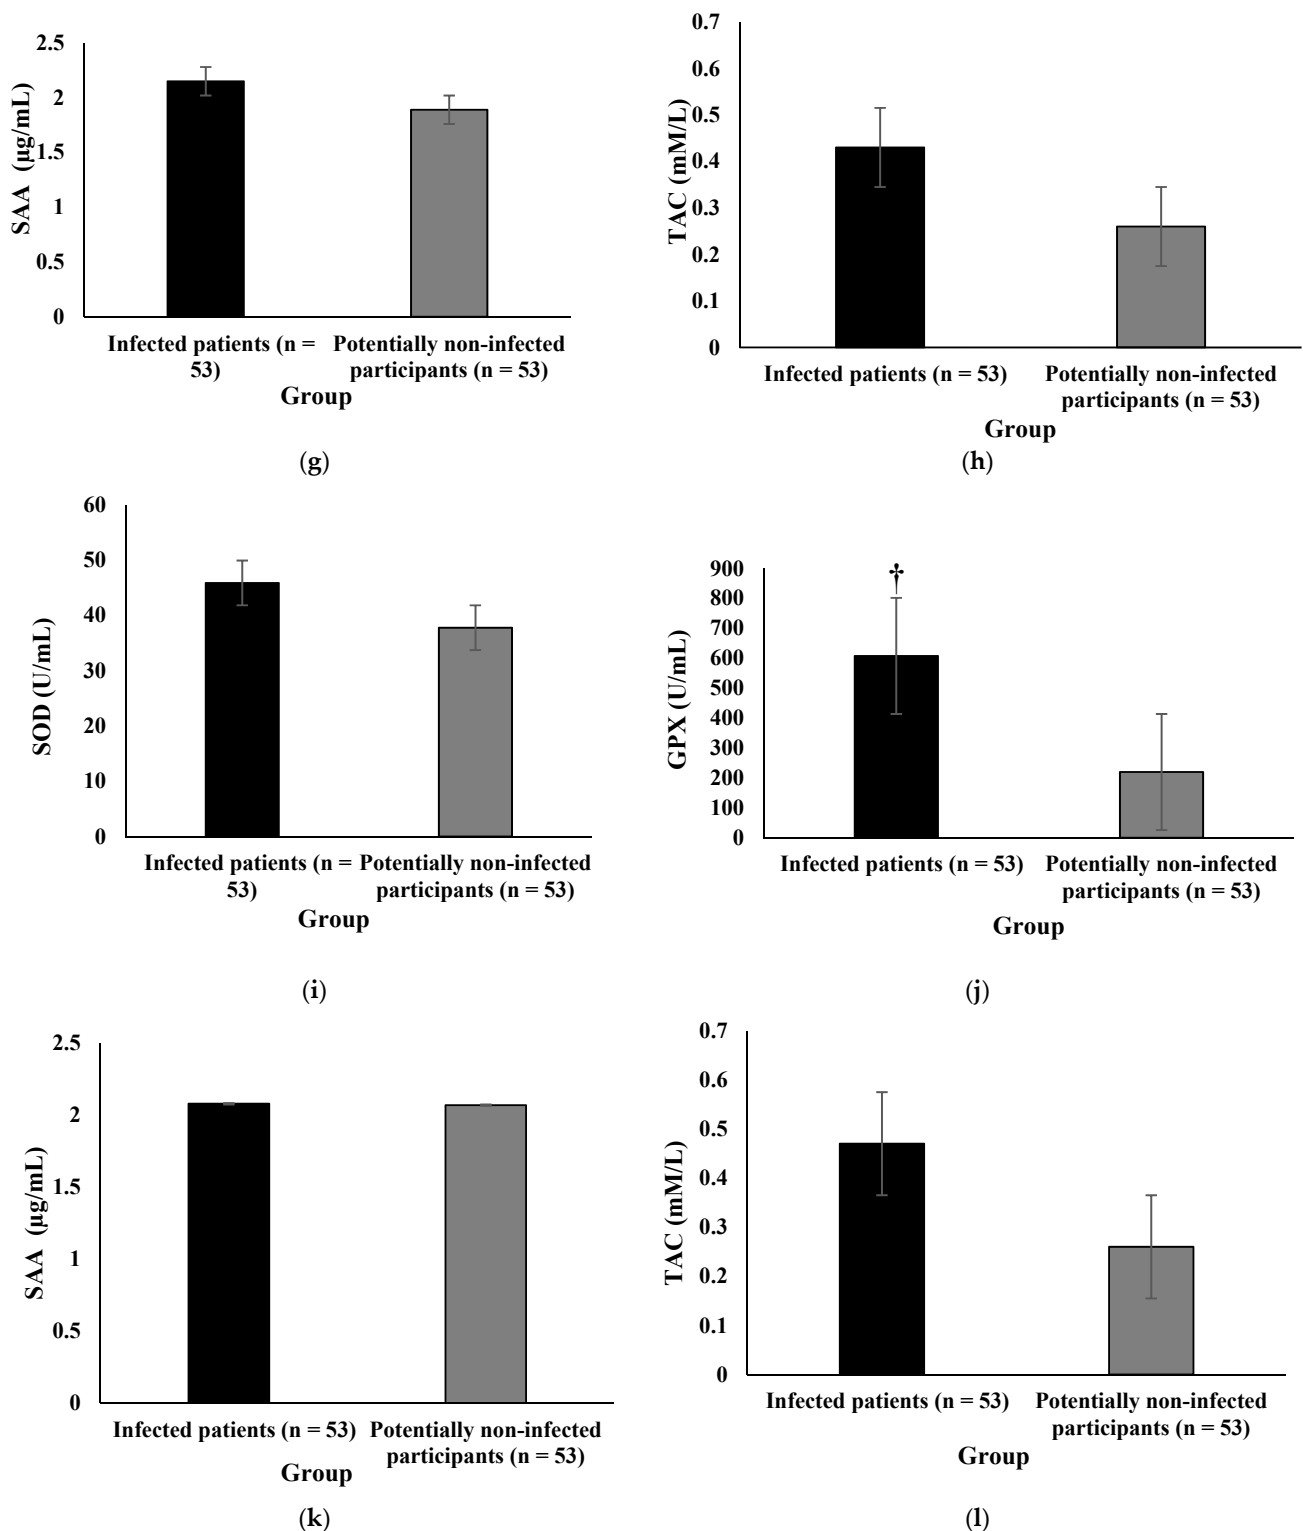 2.5
2
1.5
1
0.5
0
SAA (µg/mL)
Infected patients (n =
53)
Potentially non-infected
participants (n = 53)
Group
(g)
0.7
0.6
0.5
0.4
0.3
0.2
0.1
0
TAC (mM/L)
Infected patients (n = 53)
Potentially non-infected
participants (n = 53)
Group
(h)
60
50
40
30
20
10
0
SOD (U/mL)
Infected patients (n =
53)
Potentially non-infected
participants (n = 53)
Group
(i)
†
900
800
700
600
500
400
300
200
100
0
GPX (U/mL)
Infected patients (n = 53)
Potentially non-infected
participants (n = 53)
Group
(j)
2.5
2
1.5
1
0.5
0
SAA (µg/mL)
Infected patients (n = 53)
Potentially non-infected
participants (n = 53)
Group
(k)
0.7
0.6
0.5
0.4
0.3
0.2
0.1
0
TAC (mM/L)
Infected patients (n = 53)
Potentially non-infected
participants (n = 53)
Group
(l)